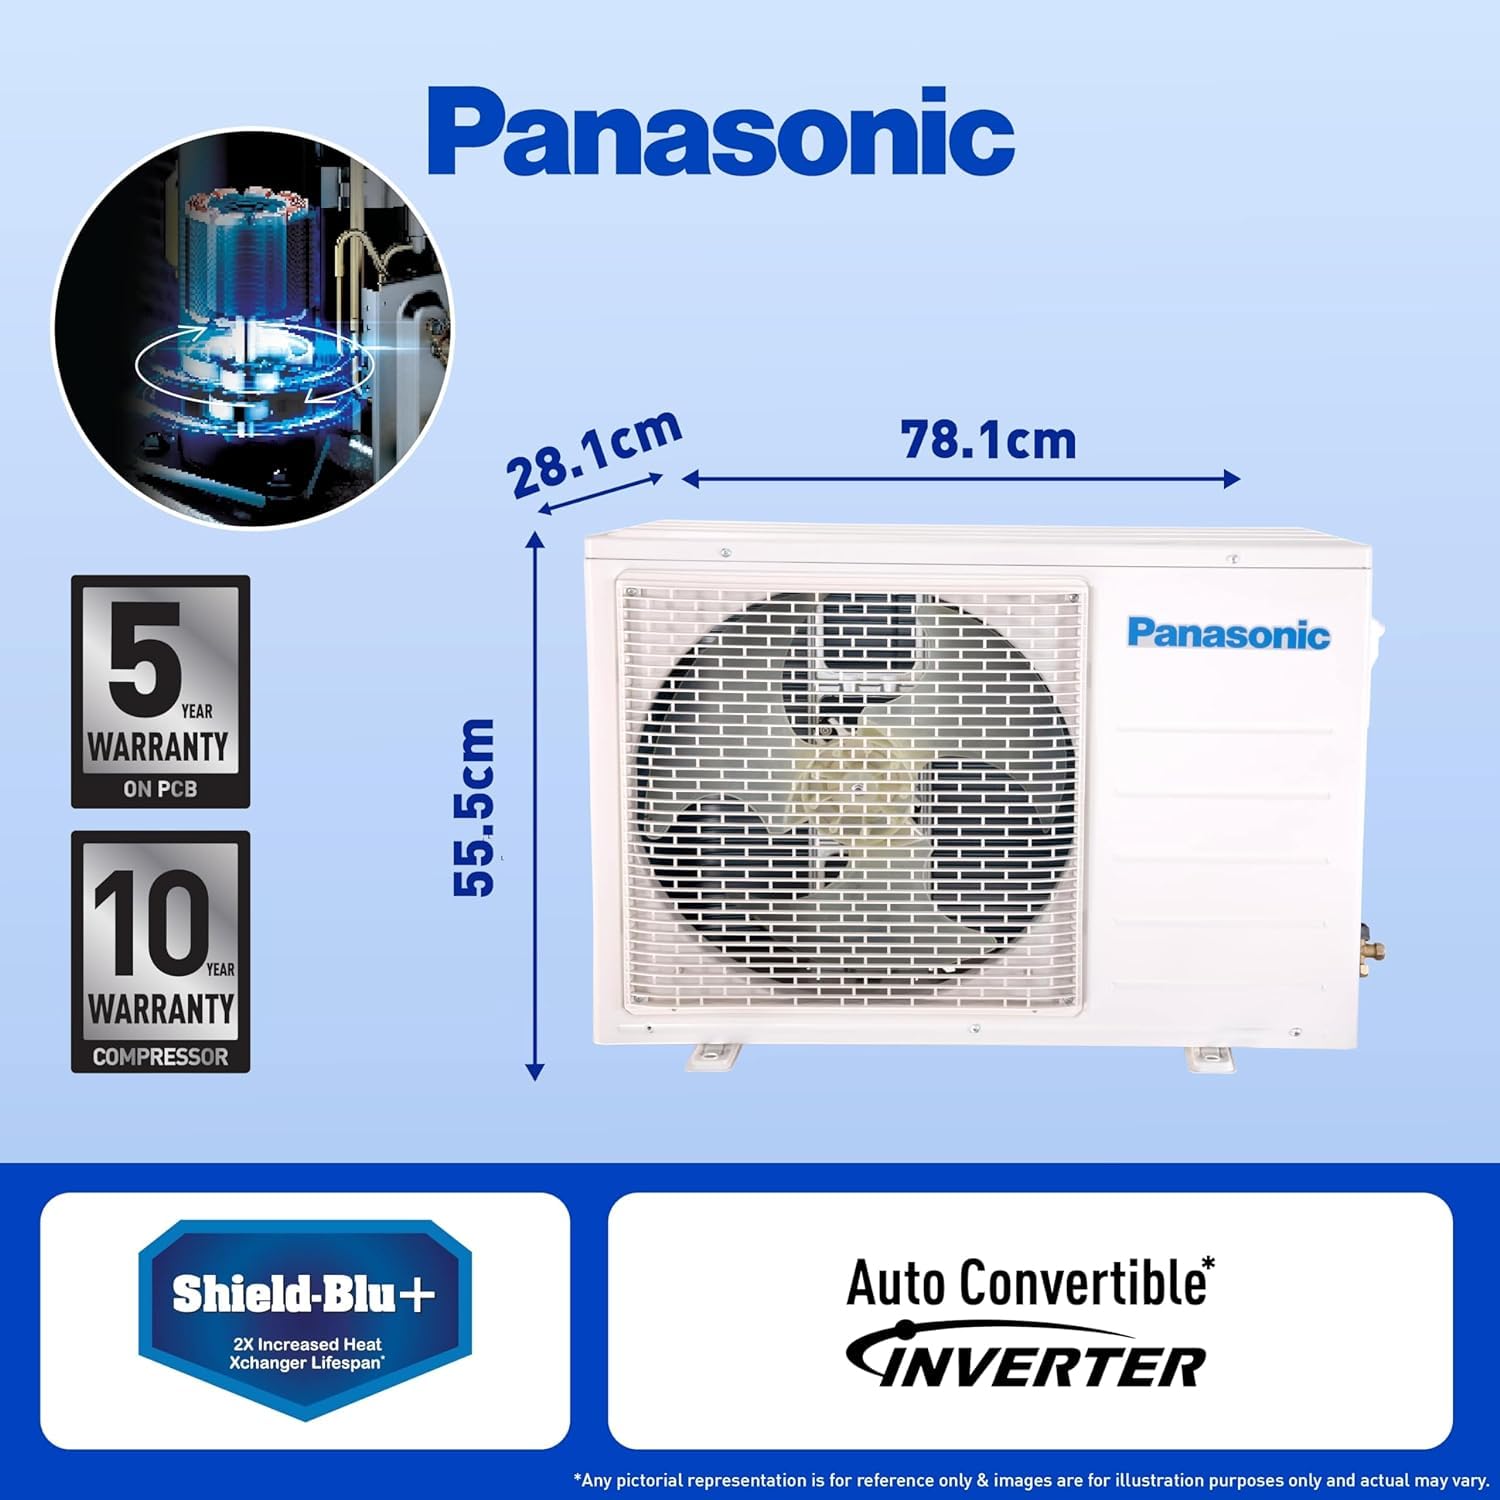 Panasonic
28.1cm
78.1cm
55.5cm
Panasonic
5 YEAR
WARRANTY
ON PCB
10 YEAR
WARRANTY
COMPRESSOR
Shield-Blu+
2X Increased Heat
Xchanger Lifespan*
Auto Convertible*
INVERTER
*Any pictorial representation is for reference only & images are for illustration purposes only and actual may vary.